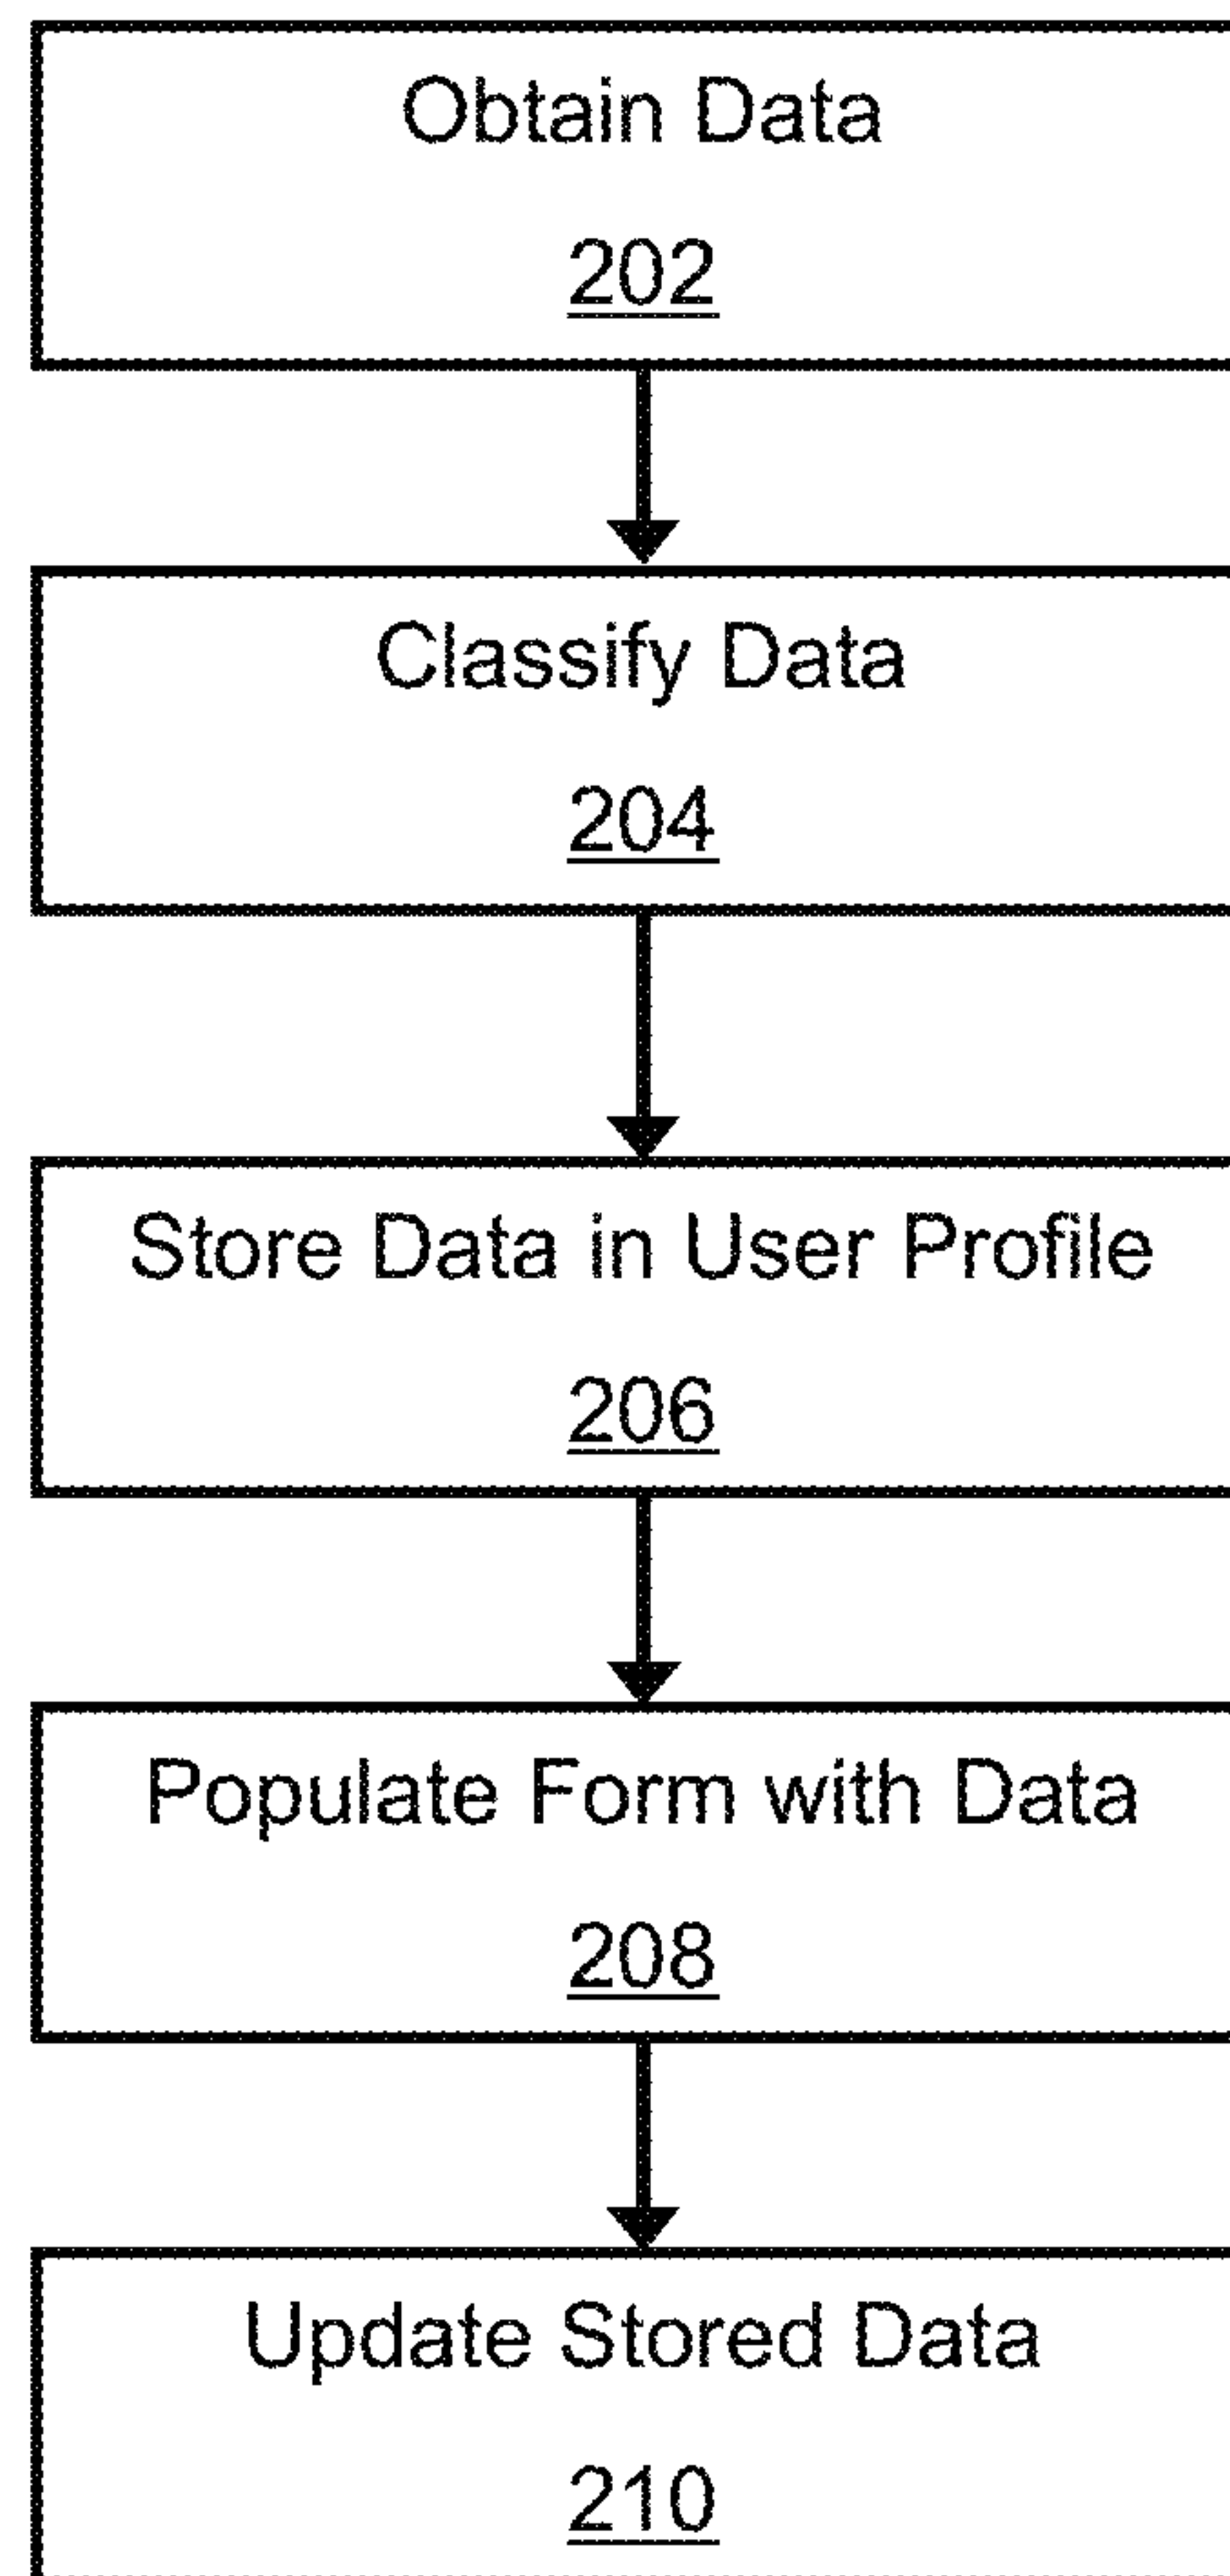 Obtain Data
202
Classify Data
204
Store Data in User Profile
206
Populate Form with Data
208
Update Stored Data
210